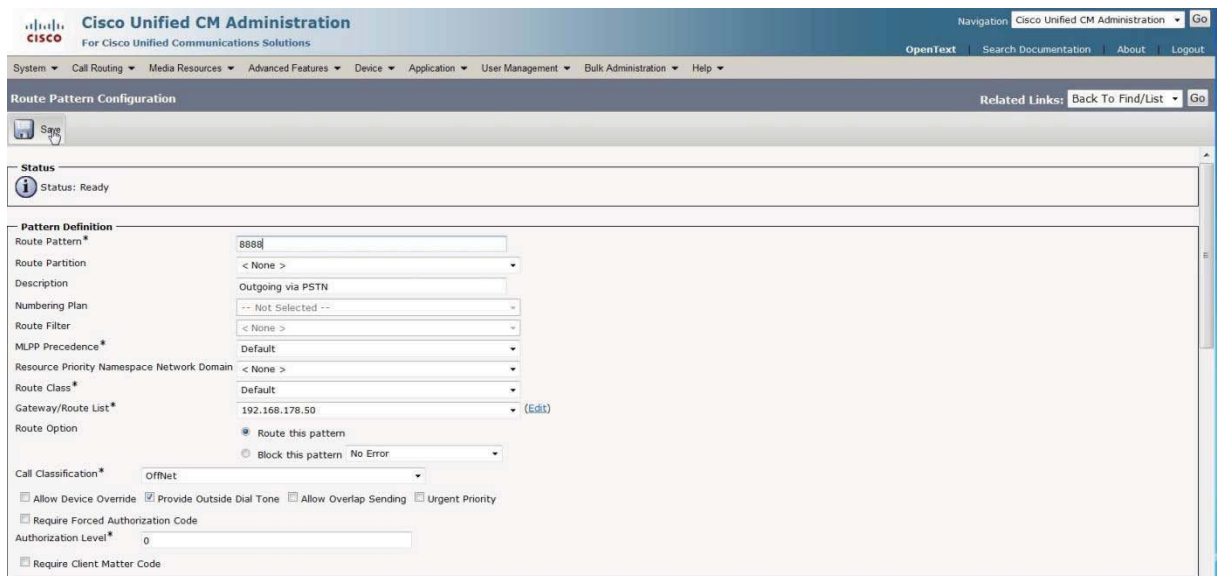 Cisco Unified CM Administration
CISCO
For Cisco Unified Communications Solutions
Navigation Cisco Unified CM Administration Go
OpenText Search Documentation About Logout
System Call Routing Media Resources Advanced Features Device Application User Management Bulk Administration Help
Route Pattern Configuration
Related Links: Back To Find/List Go
Save
Status
Status: Ready
Pattern Definition
Route Pattern* 8888
Route Partition < None >
Description Outgoing via PSTN
Numbering Plan -- Not Selected --
Route Filter < None >
MLPP Precedence* Default
Resource Priority Namespace Network Domain < None >
Route Class* Default
Gateway/Route List* 192.168.178.50 (Edit)
Route Option Route this pattern
Block this pattern No Error
Call Classification* OffNet
Allow Device Override Provide Outside Dial Tone Allow Overlap Sending Urgent Priority
Require Forced Authorization Code
Authorization Level* 0
Require Client Matter Code